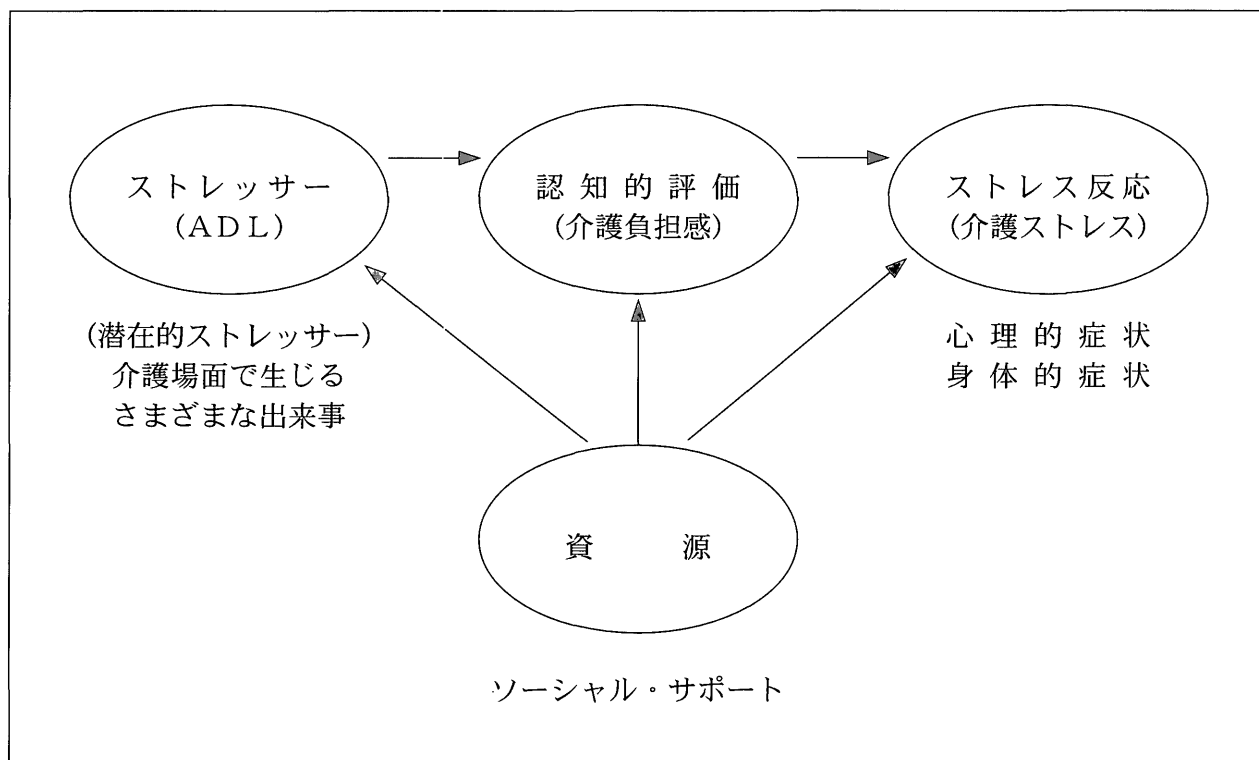 ストレッサー
(ADL)
認知的評価
(介護負担感)
ストレス反応
(介護ストレス)
(潜在的ストレッサー)
介護場面で生じる
さまざまな出来事
心理的症状
身体的症状
資源
ソーシャル・サポート